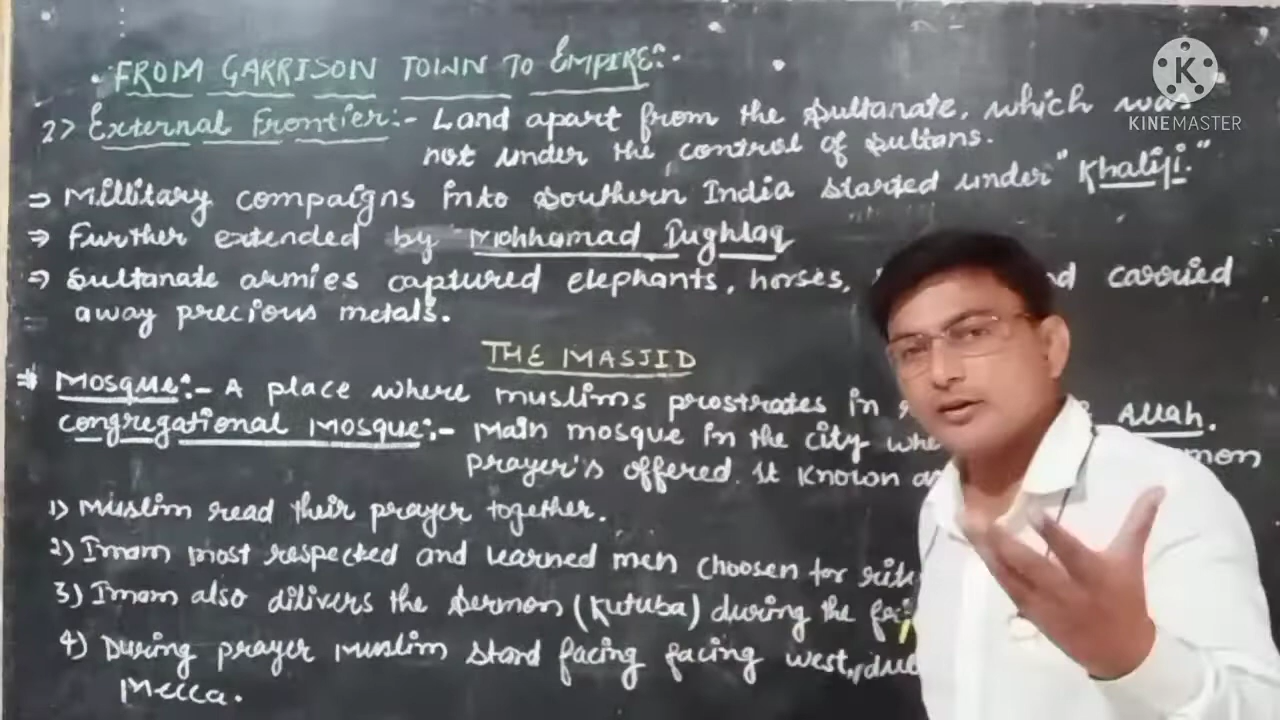 FROM GARRISON TOWN TO EMPIRE:-
2> External Frontier:- Land apart from the Sultanate, which was
not under the control of Sultans.
⇒ Millitary compaigns into Southern India started under "Khaliji."
⇒ Further extended by Mohhamad Tughlaq
⇒ Sultanate armies captured elephants, horses, carried
away precious metals.
THE MASJID
Mosque:- A place where muslims prostrates in Allah.
congregational Mosque:- Main mosque in the city
prayer's offered. It known
1) Muslim read their prayer together.
2) Imam most respected and learned men choosen for
3) Imam also dilivers the Sermon (Kutuba) during the
4) During prayer Muslim stand facing facing west,
Mecca.
K
KINEMASTER